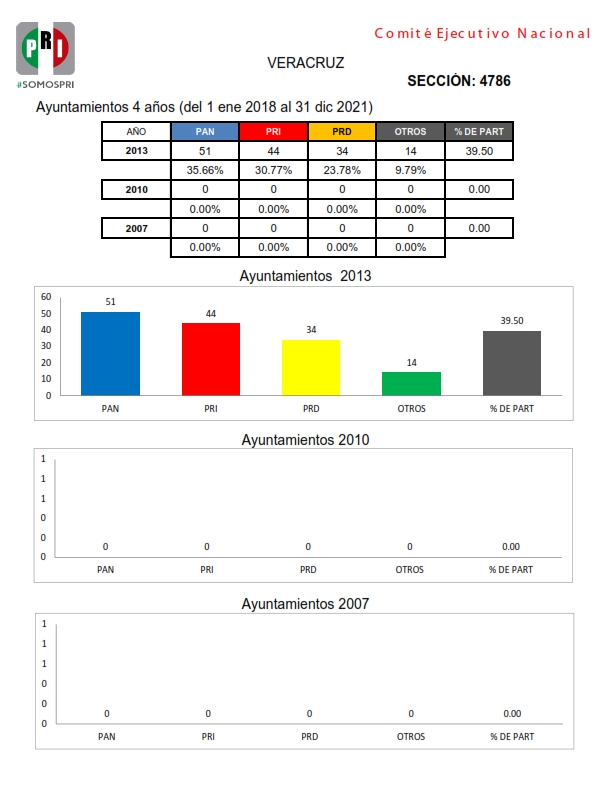 Comité Ejecutivo Nacional
PRI
#SOMOSPRI
VERACRUZ
SECCIÓN: 4786
Ayuntamientos 4 años (del 1 ene 2018 al 31 dic 2021)
AÑO PAN PRI PRD OTROS % DE PART
2013 51 44 34 14 39.50
35.66% 30.77% 23.78% 9.79%
2010 0 0 0 0 0.00
0.00% 0.00% 0.00% 0.00%
2007 0 0 0 0 0.00
0.00% 0.00% 0.00% 0.00%
Ayuntamientos 2013
60
50
40
30
20
10
0
51 44 34 14 39.50
PAN PRI PRD OTROS % DE PART
Ayuntamientos 2010
1
1
1
0
0
0
0 0 0 0 0.00
PAN PRI PRD OTROS % DE PART
Ayuntamientos 2007
1
1
1
0
0
0
0 0 0 0 0.00
PAN PRI PRD OTROS % DE PART